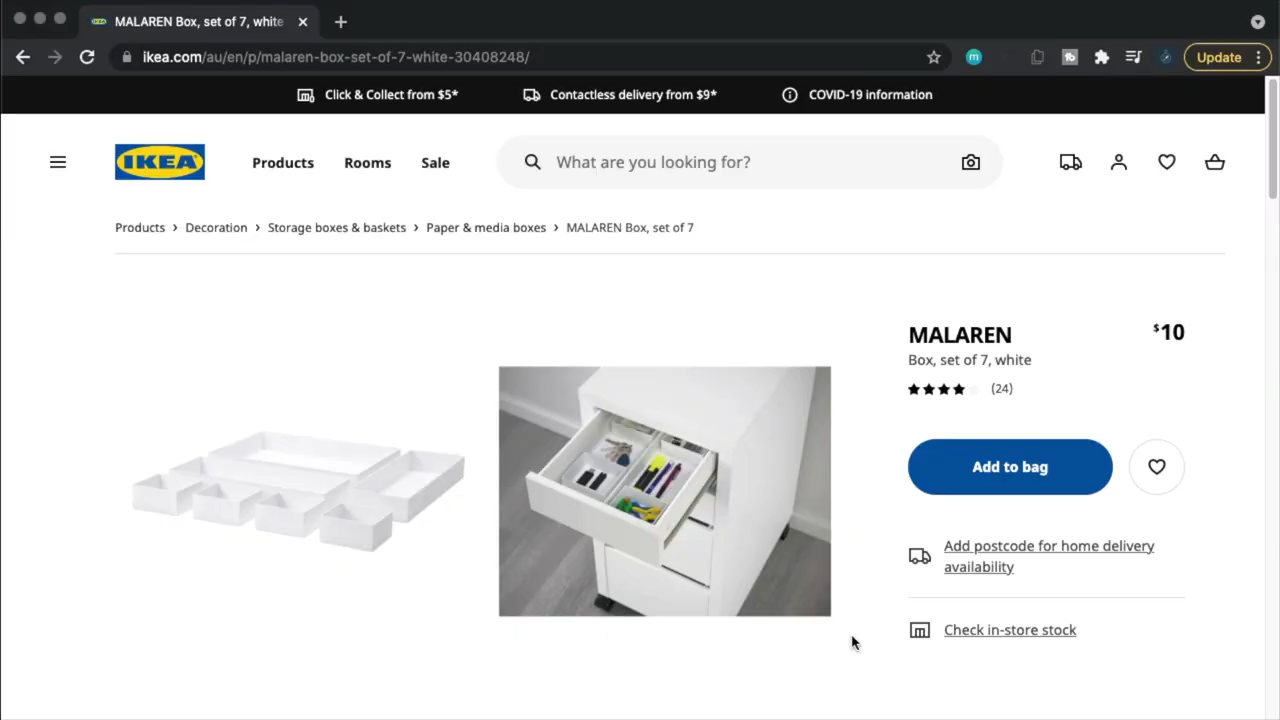 MALAREN Box, set of 7, white
ikea.com/au/en/p/malaren-box-set-of-7-white-30408248/
Update
Click & Collect from $5*
Contactless delivery from $9*
COVID-19 information
IKEA
Products
Rooms
Sale
What are you looking for?
Products > Decoration > Storage boxes & baskets > Paper & media boxes > MALAREN Box, set of 7
MALAREN
$10
Box, set of 7, white
(24)
Add to bag
Add postcode for home delivery
availability
Check in-store stock